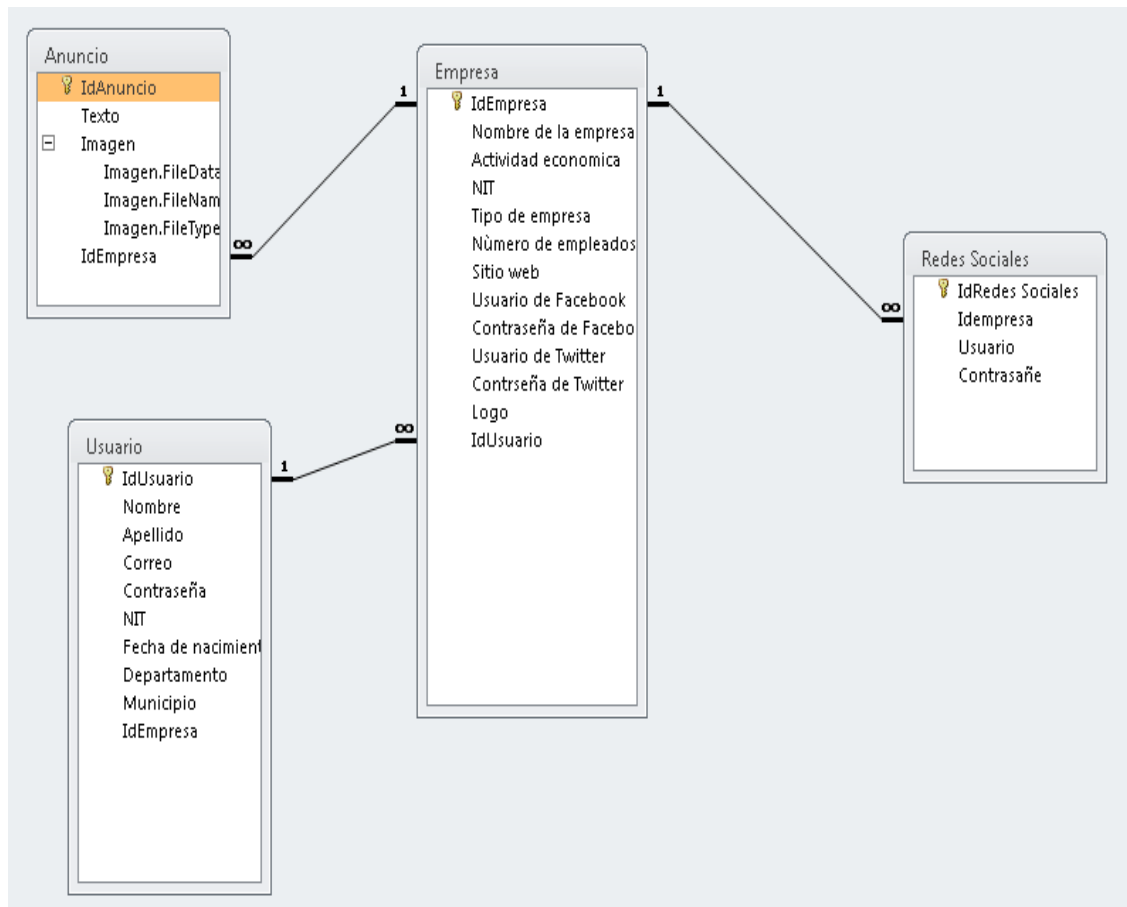 Anuncio
IdAnuncio
Texto
Imagen
Imagen.FileData
Imagen.FileNam
Imagen.FileType
IdEmpresa
1
∞
Empresa
IdEmpresa
Nombre de la empresa
Actividad economica
NIT
Tipo de empresa
Nùmero de empleados
Sitio web
Usuario de Facebook
Contraseña de Facebo
Usuario de Twitter
Contrseña de Twitter
Logo
IdUsuario
1
∞
Redes Sociales
IdRedes Sociales
Idempresa
Usuario
Contrasañe
Usuario
IdUsuario
Nombre
Apellido
Correo
Contraseña
NIT
Fecha de nacimient
Departamento
Municipio
IdEmpresa
1
∞